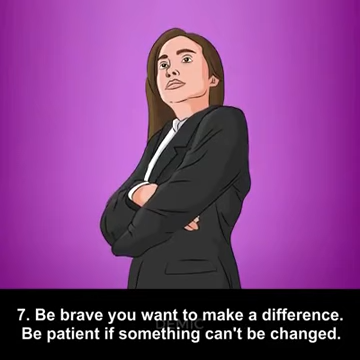 7. Be brave you want to make a difference.
Be patient if something can't be changed.